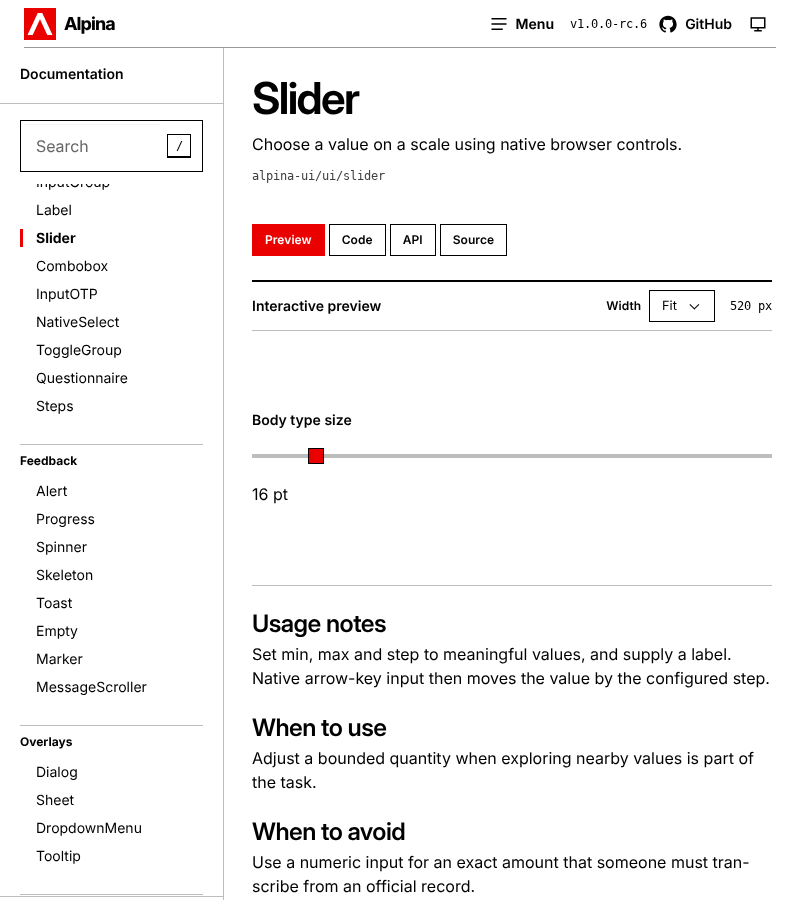 Alpina
Menu
v1.0.0-rc.6
GitHub
Documentation
Search
/
InputGroup
Label
Slider
Combobox
InputOTP
NativeSelect
ToggleGroup
Questionnaire
Steps
Feedback
Alert
Progress
Spinner
Skeleton
Toast
Empty
Marker
MessageScroller
Overlays
Dialog
Sheet
DropdownMenu
Tooltip
Slider
Choose a value on a scale using native browser controls.
alpina-ui/ui/slider
Preview
Code
API
Source
Interactive preview
Width
Fit
520 px
Body type size
16 pt
Usage notes
Set min, max and step to meaningful values, and supply a label.
Native arrow-key input then moves the value by the configured step.
When to use
Adjust a bounded quantity when exploring nearby values is part of
the task.
When to avoid
Use a numeric input for an exact amount that someone must tran-
scribe from an official record.